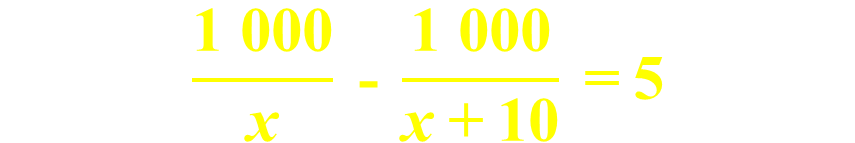 1 000 / x - 1 000 / x + 10 = 5